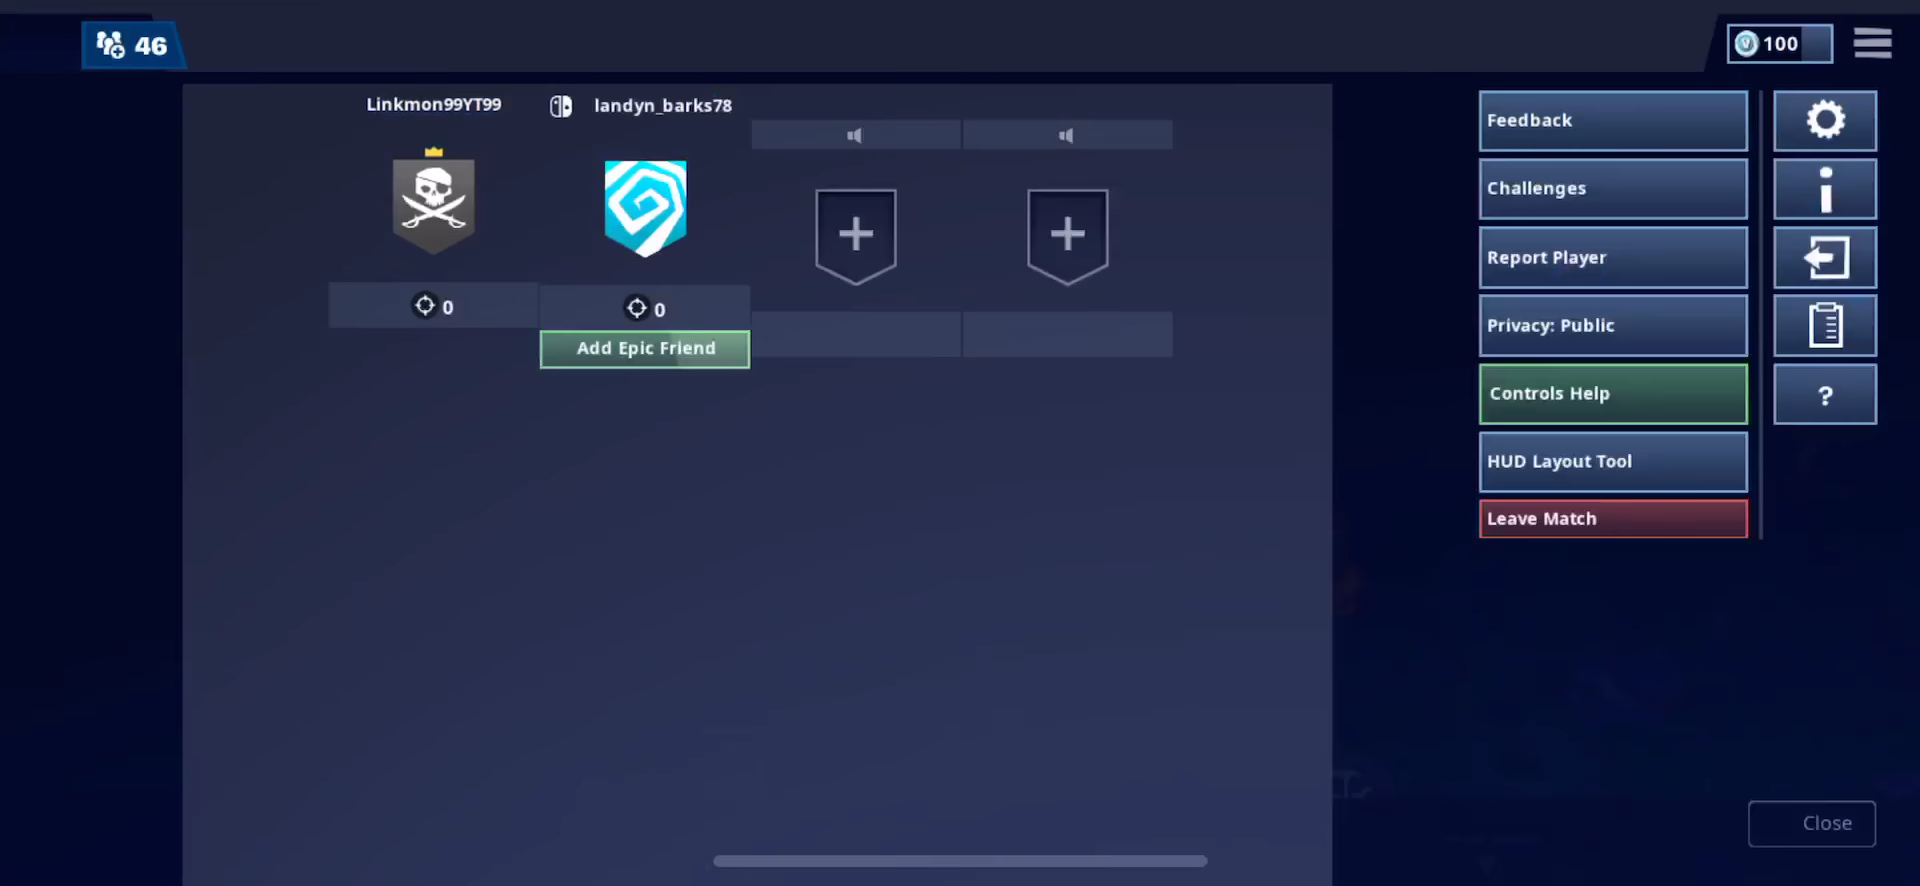 46
100
Linkmon99YT99
landyn_barks78
0
0
Add Epic Friend
Feedback
Challenges
Report Player
Privacy: Public
Controls Help
?
HUD Layout Tool
Leave Match
Close